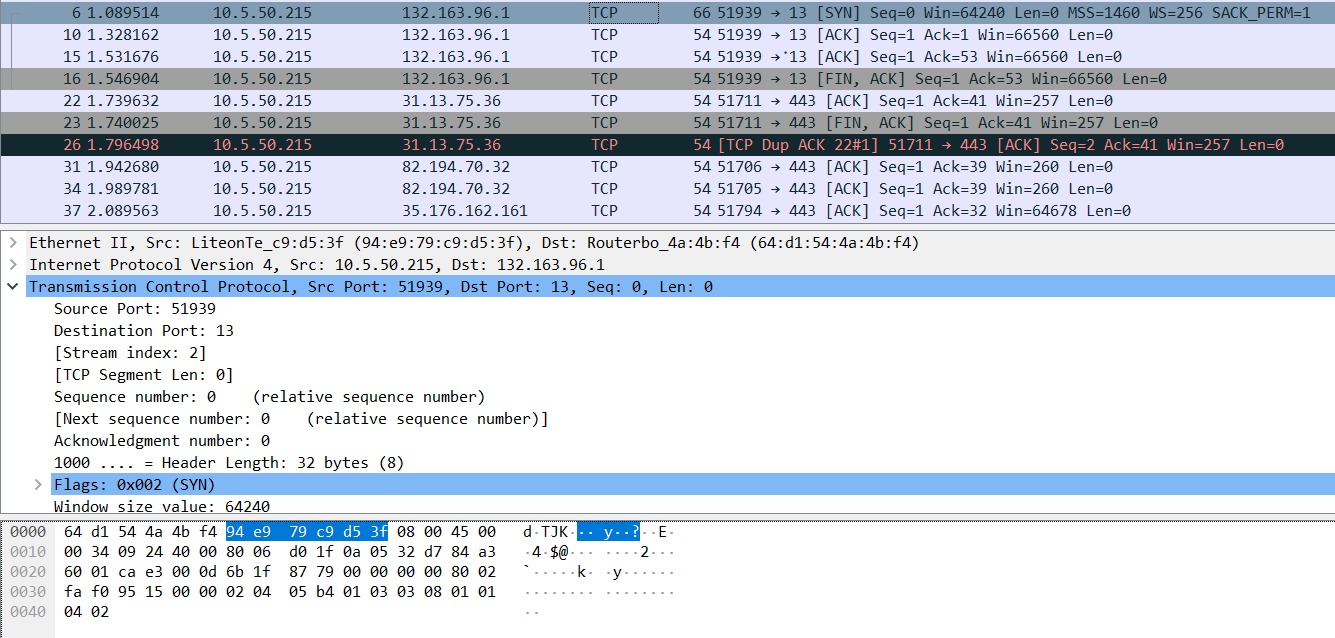 6 1.089514 10.5.50.215 132.163.96.1 TCP 66 51939 → 13 [SYN] Seq=0 Win=64240 Len=0 MSS=1460 WS=256 SACK_PERM=1
10 1.328162 10.5.50.215 132.163.96.1 TCP 54 51939 → 13 [ACK] Seq=1 Ack=1 Win=66560 Len=0
15 1.531676 10.5.50.215 132.163.96.1 TCP 54 51939 → 13 [ACK] Seq=1 Ack=53 Win=66560 Len=0
16 1.546904 10.5.50.215 132.163.96.1 TCP 54 51939 → 13 [FIN, ACK] Seq=1 Ack=53 Win=66560 Len=0
22 1.739632 10.5.50.215 31.13.75.36 TCP 54 51711 → 443 [ACK] Seq=1 Ack=41 Win=257 Len=0
23 1.740025 10.5.50.215 31.13.75.36 TCP 54 51711 → 443 [FIN, ACK] Seq=1 Ack=41 Win=257 Len=0
26 1.796498 10.5.50.215 31.13.75.36 TCP 54 [TCP Dup ACK 22#1] 51711 → 443 [ACK] Seq=2 Ack=41 Win=257 Len=0
31 1.942680 10.5.50.215 82.194.70.32 TCP 54 51706 → 443 [ACK] Seq=1 Ack=39 Win=260 Len=0
34 1.989781 10.5.50.215 82.194.70.32 TCP 54 51705 → 443 [ACK] Seq=1 Ack=39 Win=260 Len=0
37 2.089563 10.5.50.215 35.176.162.161 TCP 54 51794 → 443 [ACK] Seq=1 Ack=32 Win=64678 Len=0
Ethernet II, Src: LiteonTe_c9:d5:3f (94:e9:79:c9:d5:3f), Dst: Routerbo_4a:4b:f4 (64:d1:54:4a:4b:f4)
Internet Protocol Version 4, Src: 10.5.50.215, Dst: 132.163.96.1
Transmission Control Protocol, Src Port: 51939, Dst Port: 13, Seq: 0, Len: 0
Source Port: 51939
Destination Port: 13
[Stream index: 2]
[TCP Segment Len: 0]
Sequence number: 0 (relative sequence number)
[Next sequence number: 0 (relative sequence number)]
Acknowledgment number: 0
1000 .... = Header Length: 32 bytes (8)
Flags: 0x002 (SYN)
Window size value: 64240
0000 64 d1 54 4a 4b f4 94 e9 79 c9 d5 3f 08 00 45 00 d·TJK··· y··?··E·
0010 00 34 09 24 40 00 80 06 d0 1f 0a 05 32 d7 84 a3 ·4·$@··· ····2···
0020 60 01 ca e3 00 0d 6b 1f 87 79 00 00 00 00 80 02 `·····k· ·y······
0030 fa f0 95 15 00 00 02 04 05 b4 01 03 03 08 01 01 ········ ········
0040 04 02 ··